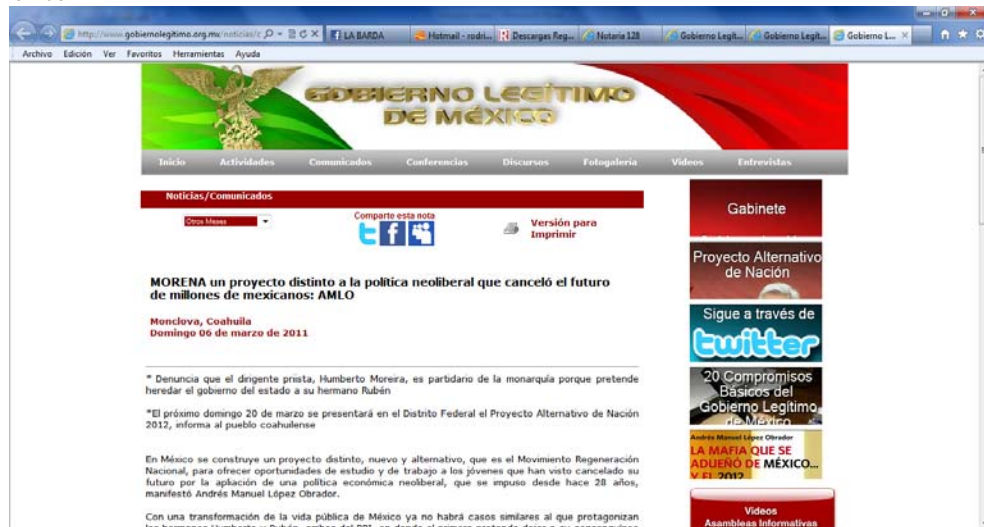 http://www.gobiernolegitimo.org.mx/noticias/c
LA BARDA
Hotmail - rodri...
Descargas Reg...
Notaria 128
Gobierno Legít...
Gobierno Legít...
Gobierno L...
Archivo Edición Ver Favoritos Herramientas Ayuda
GOBIERNO LEGÍTIMO
DE MÉXICO
Inicio Actividades Comunicados Conferencias Discursos Fotogalería Videos Entrevistas
Noticias/Comunicados
Otros Meses
Comparte esta nota
Versión para
Imprimir
MORENA un proyecto distinto a la política neoliberal que canceló el futuro
de millones de mexicanos: AMLO
Monclova, Coahuila
Domingo 06 de marzo de 2011
* Denuncia que el dirigente priista, Humberto Moreira, es partidario de la monarquía porque pretende
heredar el gobierno del estado a su hermano Rubén
*El próximo domingo 20 de marzo se presentará en el Distrito Federal el Proyecto Alternativo de Nación
2012, informa al pueblo coahuilense
En México se construye un proyecto distinto, nuevo y alternativo, que es el Movimiento Regeneración
Nacional, para ofrecer oportunidades de estudio y de trabajo a los jóvenes que han visto cancelado su
futuro por la apliación de una política económica neoliberal, que se impuso desde hace 28 años,
manifestó Andrés Manuel López Obrador.
Con una transformación de la vida pública de México ya no habrá casos similares al que protagonizan
Gabinete
Proyecto Alternativo
de Nación
Sigue a través de
twitter
20 Compromisos
Básicos del
Gobierno Legítimo
de México
Andrés Manuel López Obrador
LA MAFIA QUE SE
ADUEÑÓ DE MÉXICO...
Y EL 2012
Videos
Asambleas Informativas